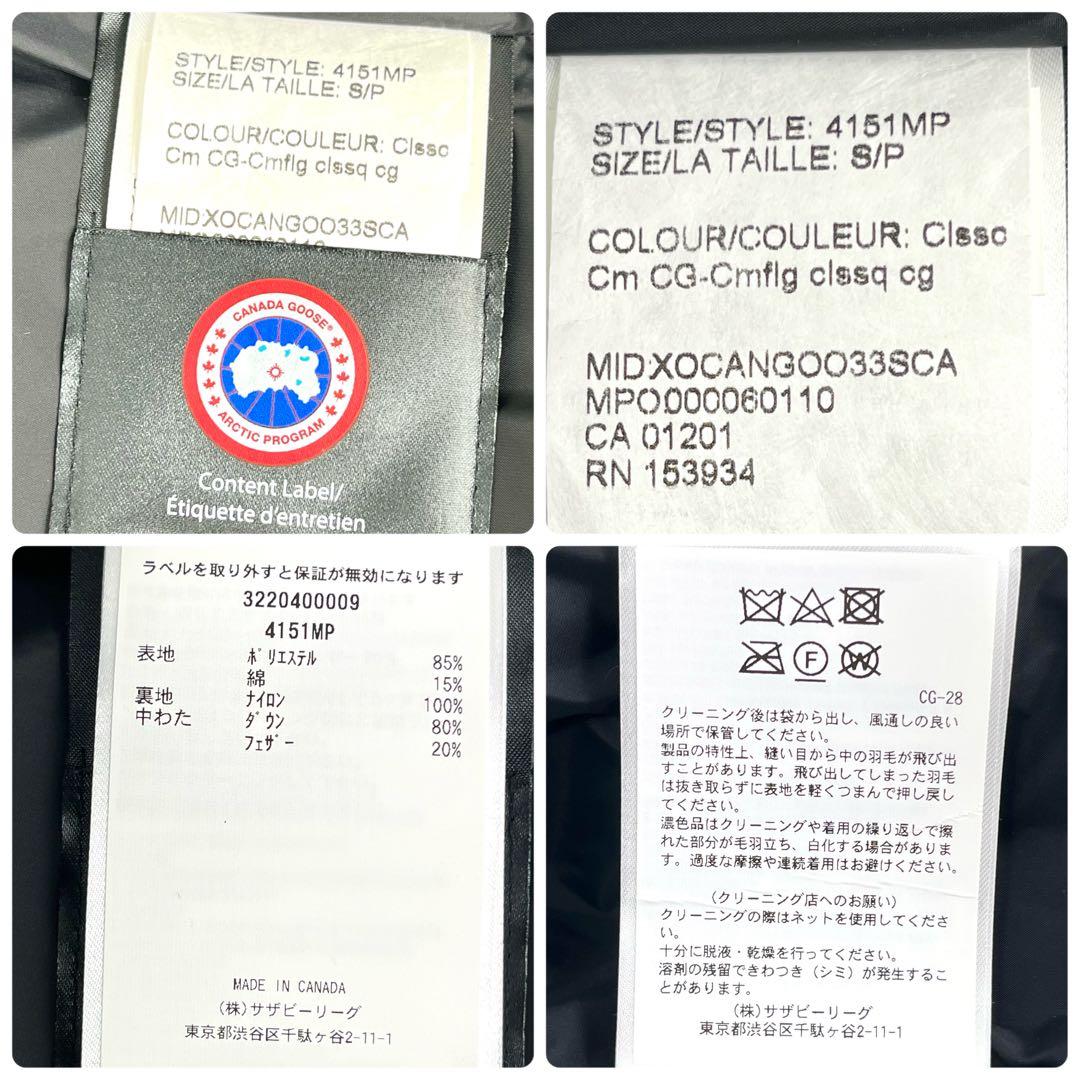 STYLE/STYLE: 4151MP
SIZE/LA TAILLE: S/P
COLOUR/COULEUR: Clssc
Cm CG-Cmflg clssq cg
MID:XOCANGOO33SCA
CANADA GOOSE®
ARCTIC PROGRAM
Content Label/
Étiquette d'entretien
STYLE/STYLE: 4151MP
SIZE/LA TAILLE: S/P
COLOUR/COULEUR: Clssc
Cm CG-Cmflg clssq cg
MID:XOCANGOO33SCA
MPO000060110
CA 01201
RN 153934
ラベルを取り外すと保証が無効になります
3220400009
4151MP
表地 ﾎﾟﾘｴｽﾃﾙ 85%
綿 15%
裏地 ﾅｲﾛﾝ 100%
中わた ﾀﾞｳﾝ 80%
ﾌｪｻﾞｰ 20%
MADE IN CANADA
(株)サザビーリーグ
東京都渋谷区千駄ヶ谷2-11-1
F W
CG-28
クリーニング後は袋から出し、風通しの良い
場所で保管してください。
製品の特性上、縫い目から中の羽毛が飛び出
すことがあります。飛び出してしまった羽毛
は抜き取らずに表地を軽くつまんで押し戻し
てください。
濃色品はクリーニングや着用の繰り返しで擦
れた部分が毛羽立ち、白化する場合がありま
す。過度な摩擦や連続着用はお避けください。
(クリーニング店へのお願い)
クリーニングの際はネットを使用してくださ
い。
十分に脱液・乾燥を行ってください。
溶剤の残留できわつき(シミ)が発生するこ
とがあります。
(株)サザビーリーグ
東京都渋谷区千駄ヶ谷2-11-1